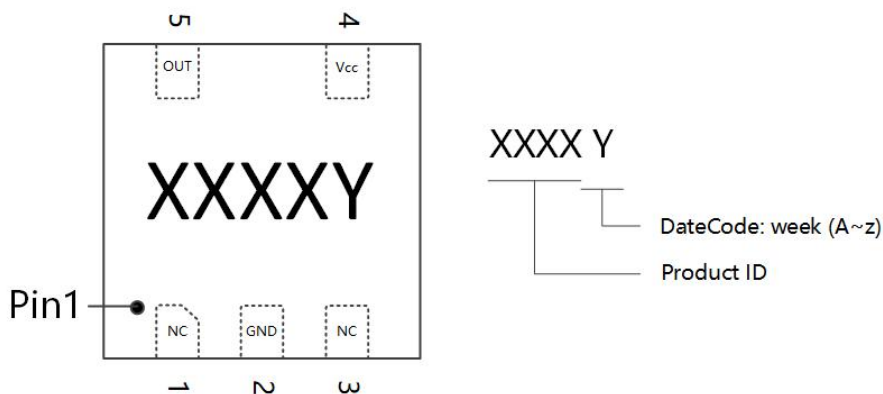 5 4
OUT Vcc
XXXXY
Pin1
NC GND NC
1 2 3
XXXX Y
DateCode: week (A~z)
Product ID